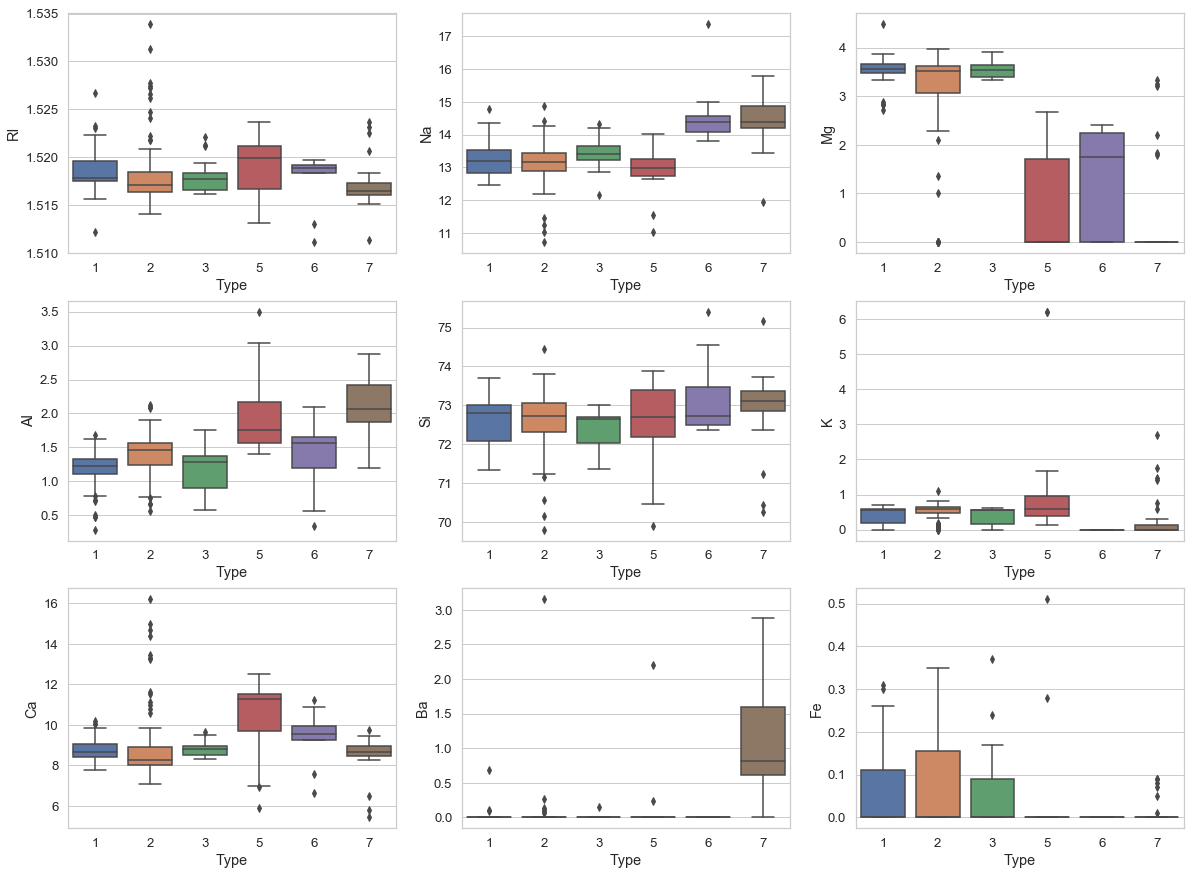 RI
1.535
1.530
1.525
1.520
1.515
1.510
1 2 3 5 6 7
Type
Na
17
16
15
14
13
12
11
1 2 3 5 6 7
Type
Mg
4
3
2
1
0
1 2 3 5 6 7
Type
Al
3.5
3.0
2.5
2.0
1.5
1.0
0.5
1 2 3 5 6 7
Type
Si
75
74
73
72
71
70
1 2 3 5 6 7
Type
K
6
5
4
3
2
1
0
1 2 3 5 6 7
Type
Ca
16
14
12
10
8
6
1 2 3 5 6 7
Type
Ba
3.0
2.5
2.0
1.5
1.0
0.5
0.0
1 2 3 5 6 7
Type
Fe
0.5
0.4
0.3
0.2
0.1
0.0
1 2 3 5 6 7
Type